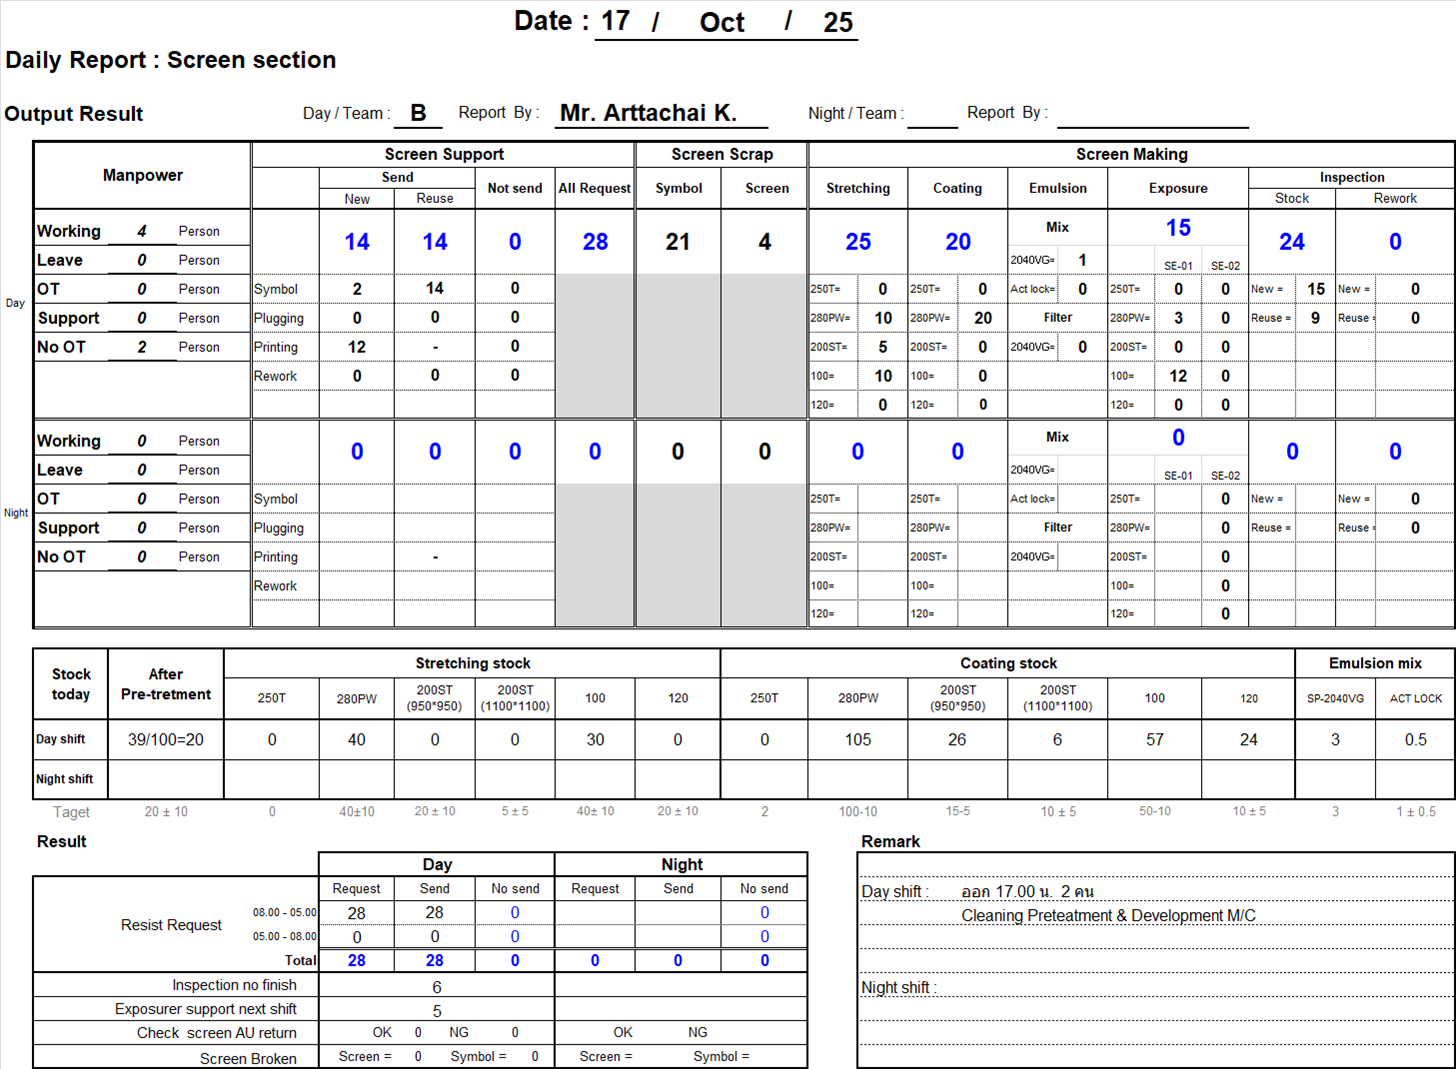 Date : 17 / Oct / 25
Daily Report : Screen section
Output Result Day / Team : B Report By : Mr. Arttachai K. Night / Team : Report By :
Manpower Screen Support Screen Scrap Screen Making
Send Not send All Request Symbol Screen Stretching Coating Emulsion Exposure Inspection
New Reuse Stock Rework
Day
Working 4 Person 14 14 0 28 21 4 25 20 Mix 15 24 0
Leave 0 Person 2040VG= 1 SE-01 SE-02
OT 0 Person Symbol 2 14 0 250T= 0 250T= 0 Act lock= 0 250T= 0 0 New = 15 New = 0
Support 0 Person Plugging 0 0 0 280PW= 10 280PW= 20 Filter 280PW= 3 0 Reuse = 9 Reuse = 0
No OT 2 Person Printing 12 - 0 200ST= 5 200ST= 0 2040VG= 0 200ST= 0 0
Rework 0 0 0 100= 10 100= 0 100= 12 0
120= 0 120= 0 120= 0 0
Night
Working 0 Person 0 0 0 0 0 0 0 0 Mix 0 0 0
Leave 0 Person 2040VG= SE-01 SE-02
OT 0 Person Symbol 250T= 250T= Act lock= 250T= 0 New = New = 0
Support 0 Person Plugging 280PW= 280PW= Filter 280PW= 0 Reuse = Reuse = 0
No OT 0 Person Printing - 200ST= 200ST= 2040VG= 200ST= 0
Rework 100= 100= 100= 0
120= 120= 120= 0
Stock today After Pre-tretment Stretching stock Coating stock Emulsion mix
250T 280PW 200ST (950*950) 200ST (1100*1100) 100 120 250T 280PW 200ST (950*950) 200ST (1100*1100) 100 120 SP-2040VG ACT LOCK
Day shift 39/100=20 0 40 0 0 30 0 0 105 26 6 57 24 3 0.5
Night shift
Taget 20 ± 10 0 40±10 20 ± 10 5 ± 5 40± 10 20 ± 10 2 100-10 15-5 10 ± 5 50-10 10 ± 5 3 1 ± 0.5
Result Remark
Day Night
Request Send No send Request Send No send
Resist Request 08.00 - 05.00 28 28 0 0
05.00 - 08.00 0 0 0 0
Total 28 28 0 0 0 0
Inspection no finish 6
Exposurer support next shift 5
Check screen AU return OK 0 NG 0 OK NG
Screen Broken Screen = 0 Symbol = 0 Screen = Symbol =
Day shift : ออก 17.00 น. 2 คน
Cleaning Preteatment & Development M/C
Night shift :